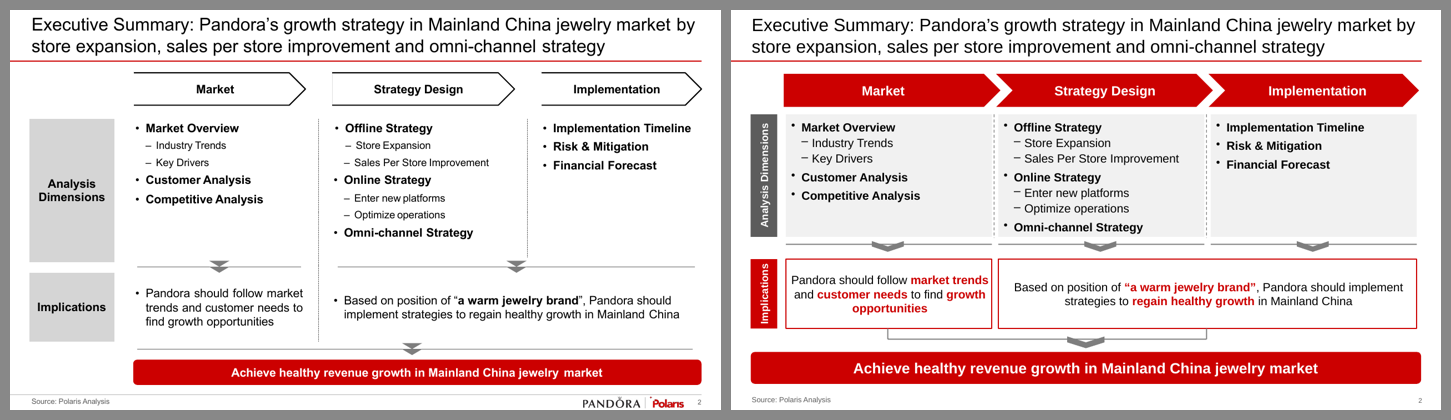 Executive Summary: Pandora's growth strategy in Mainland China jewelry market by
store expansion, sales per store improvement and omni-channel strategy
Market
Strategy Design
Implementation
Analysis
Dimensions
• Market Overview
– Industry Trends
– Key Drivers
• Customer Analysis
• Competitive Analysis
• Offline Strategy
– Store Expansion
– Sales Per Store Improvement
• Online Strategy
– Enter new platforms
– Optimize operations
• Omni-channel Strategy
• Implementation Timeline
• Risk & Mitigation
• Financial Forecast
Implications
• Pandora should follow market
trends and customer needs to
find growth opportunities
• Based on position of “a warm jewelry brand”, Pandora should
implement strategies to regain healthy growth in Mainland China
Achieve healthy revenue growth in Mainland China jewelry market
Source: Polaris Analysis
PANDÖRA | Polaris 2
Executive Summary: Pandora's growth strategy in Mainland China jewelry market by
store expansion, sales per store improvement and omni-channel strategy
Market
Strategy Design
Implementation
Analysis Dimensions
• Market Overview
– Industry Trends
– Key Drivers
• Customer Analysis
• Competitive Analysis
• Offline Strategy
– Store Expansion
– Sales Per Store Improvement
• Online Strategy
– Enter new platforms
– Optimize operations
• Omni-channel Strategy
• Implementation Timeline
• Risk & Mitigation
• Financial Forecast
Implications
Pandora should follow market trends
and customer needs to find growth
opportunities
Based on position of “a warm jewelry brand”, Pandora should implement
strategies to regain healthy growth in Mainland China
Achieve healthy revenue growth in Mainland China jewelry market
Source: Polaris Analysis
2